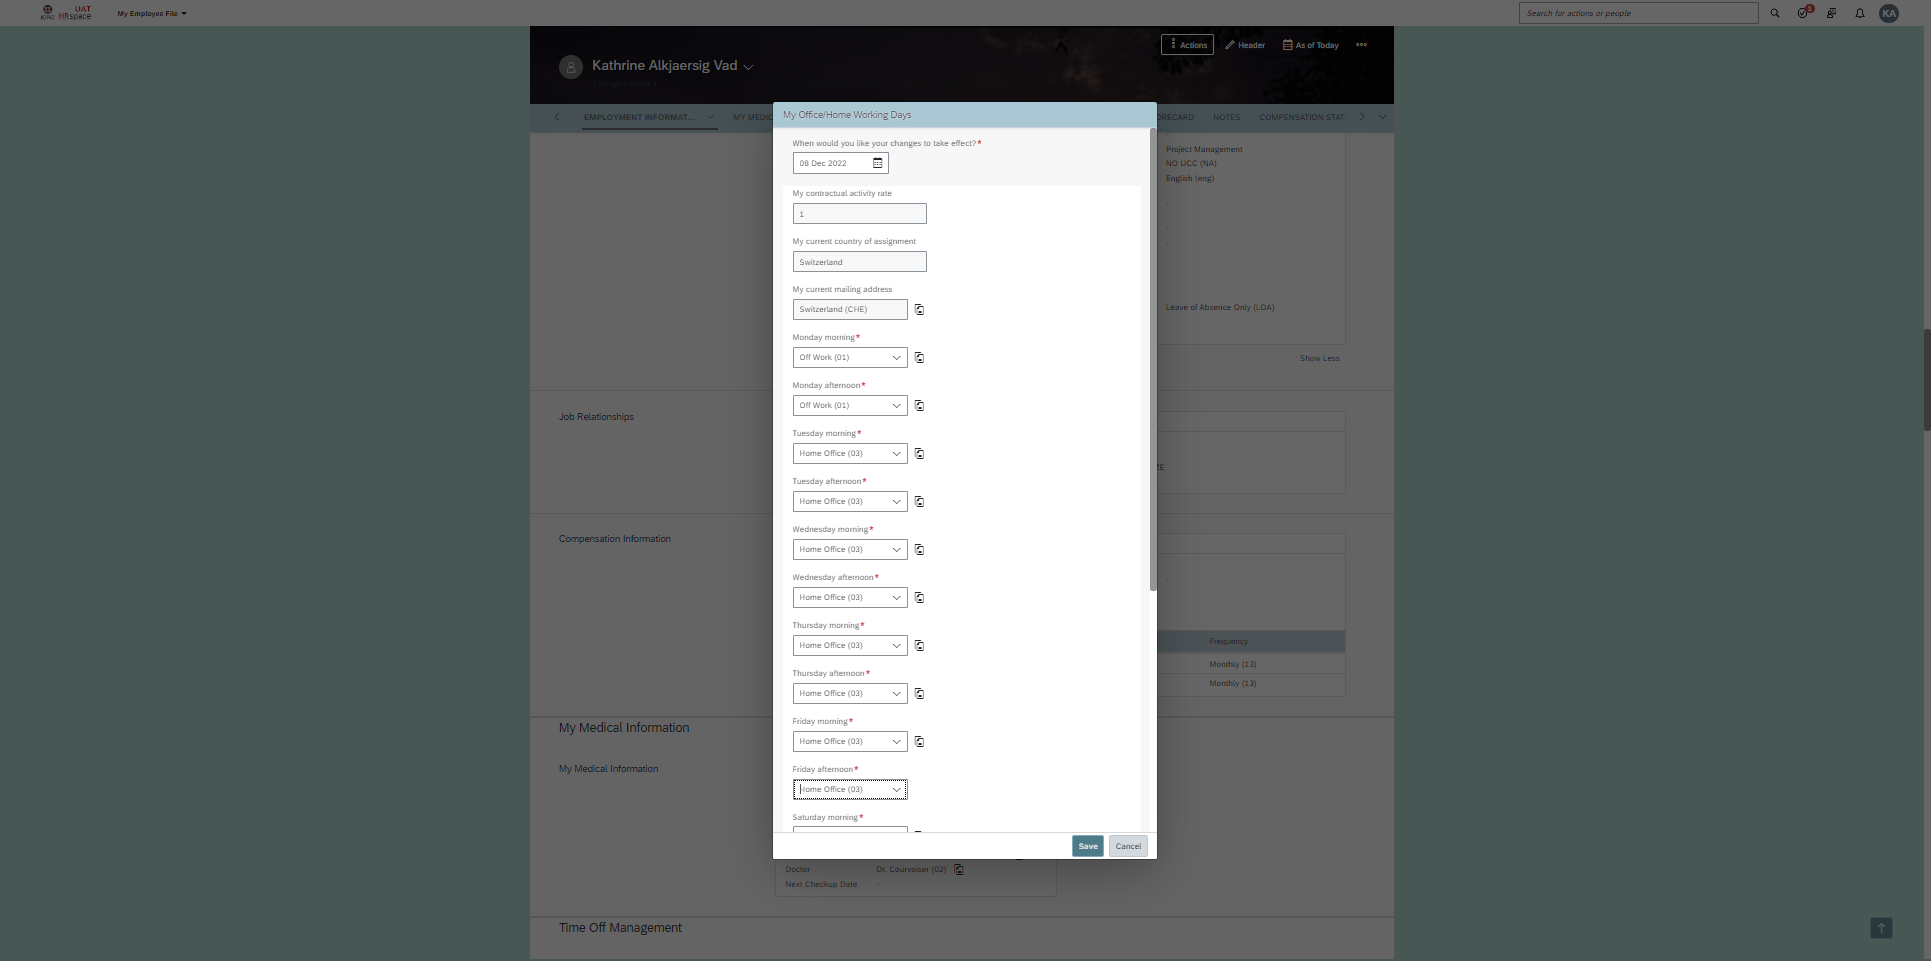 ICRC
UAT
HRspace
My Employee File
Search for actions or people
1
KA
Actions
Header
As of Today
Kathrine Alkjaersig Vad
EMPLOYMENT INFORMAT...
MY MEDIC
ORECARD
NOTES
COMPENSATION STAT
My Office/Home Working Days
When would you like your changes to take effect?*
08 Dec 2022
My contractual activity rate
1
My current country of assignment
Switzerland
My current mailing address
Switzerland (CHE)
Monday morning*
Off Work (01)
Monday afternoon*
Off Work (01)
Tuesday morning*
Home Office (03)
Tuesday afternoon*
Home Office (03)
Wednesday morning*
Home Office (03)
Wednesday afternoon*
Home Office (03)
Thursday morning*
Home Office (03)
Thursday afternoon*
Home Office (03)
Friday morning*
Home Office (03)
Friday afternoon*
Home Office (03)
Saturday morning*
Save
Cancel
Project Management
NO UCC (NA)
English (eng)
Leave of Absence Only (LOA)
Show Less
Job Relationships
Compensation Information
Frequency
Monthly (13)
Monthly (13)
My Medical Information
My Medical Information
Doctor
Dr. Courvoiser (02)
Next Checkup Date
-
Time Off Management